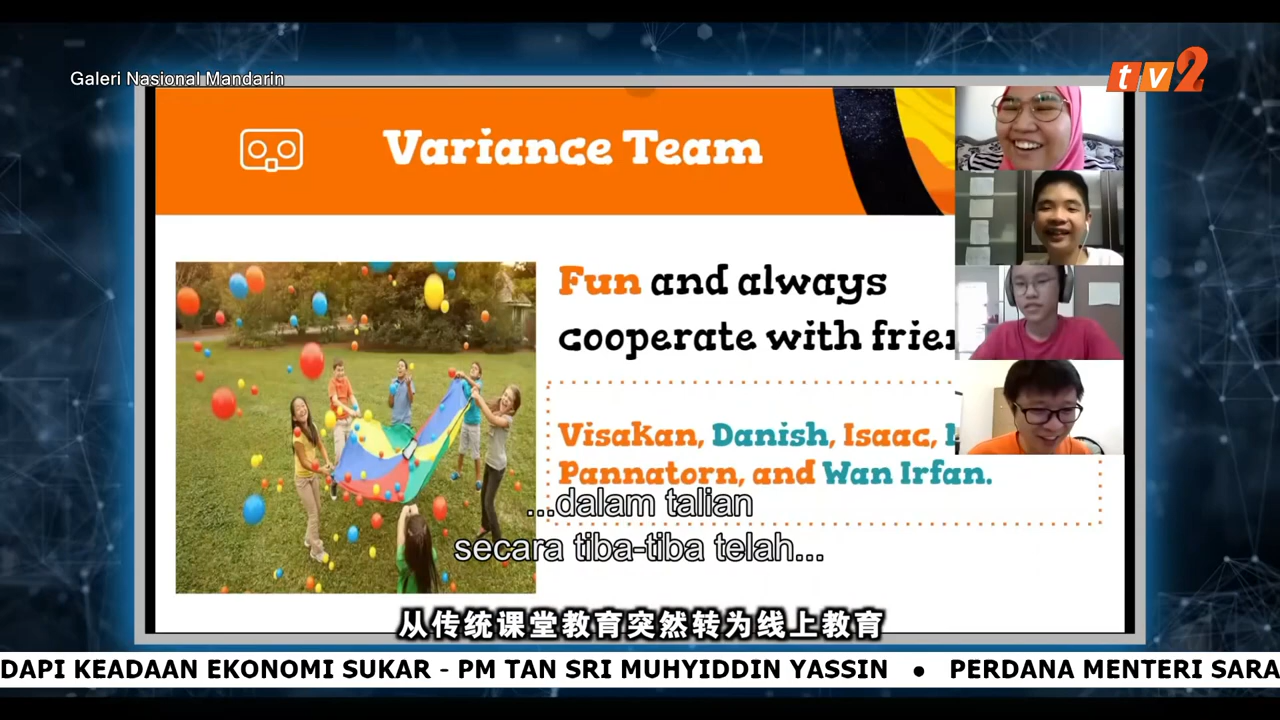 Galeri Nasional Mandarin
tv2
Variance Team
Fun and always
cooperate with frien
Visakan, Danish, Isaac,
Pannatorn, and Wan Irfan.
...dalam talian
secara tiba-tiba telah...
从传统课堂教育突然转为线上教育
DAPI KEADAAN EKONOMI SUKAR - PM TAN SRI MUHYIDDIN YASSIN ● PERDANA MENTERI SARA